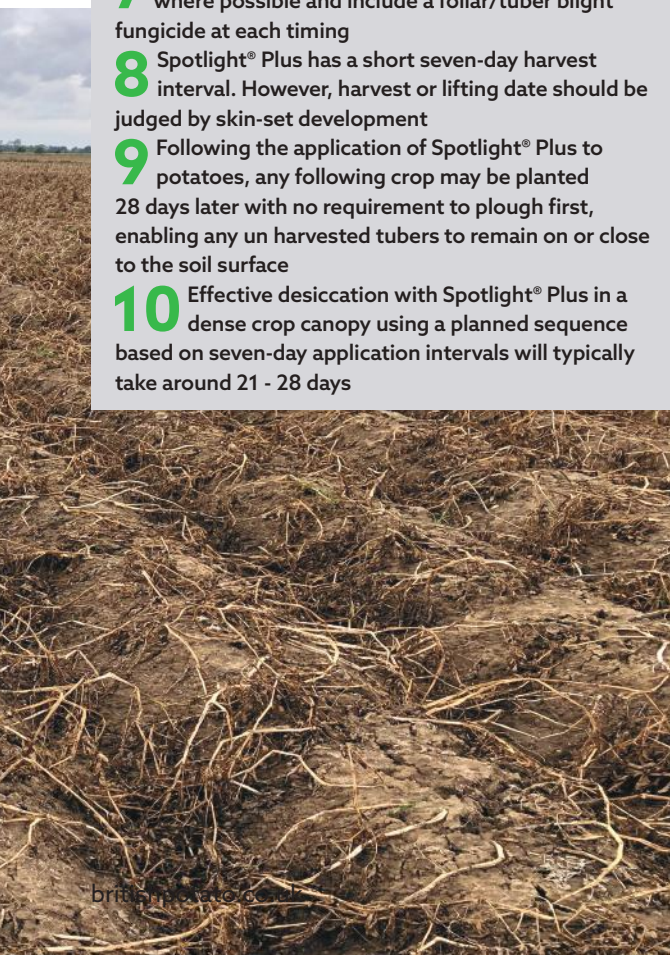 7 where possible and include a foliar/tuber blight
fungicide at each timing
8 Spotlight® Plus has a short seven-day harvest
interval. However, harvest or lifting date should be
judged by skin-set development
9 Following the application of Spotlight® Plus to
potatoes, any following crop may be planted
28 days later with no requirement to plough first,
enabling any un harvested tubers to remain on or close
to the soil surface
10 Effective desiccation with Spotlight® Plus in a
dense crop canopy using a planned sequence
based on seven-day application intervals will typically
take around 21 - 28 days